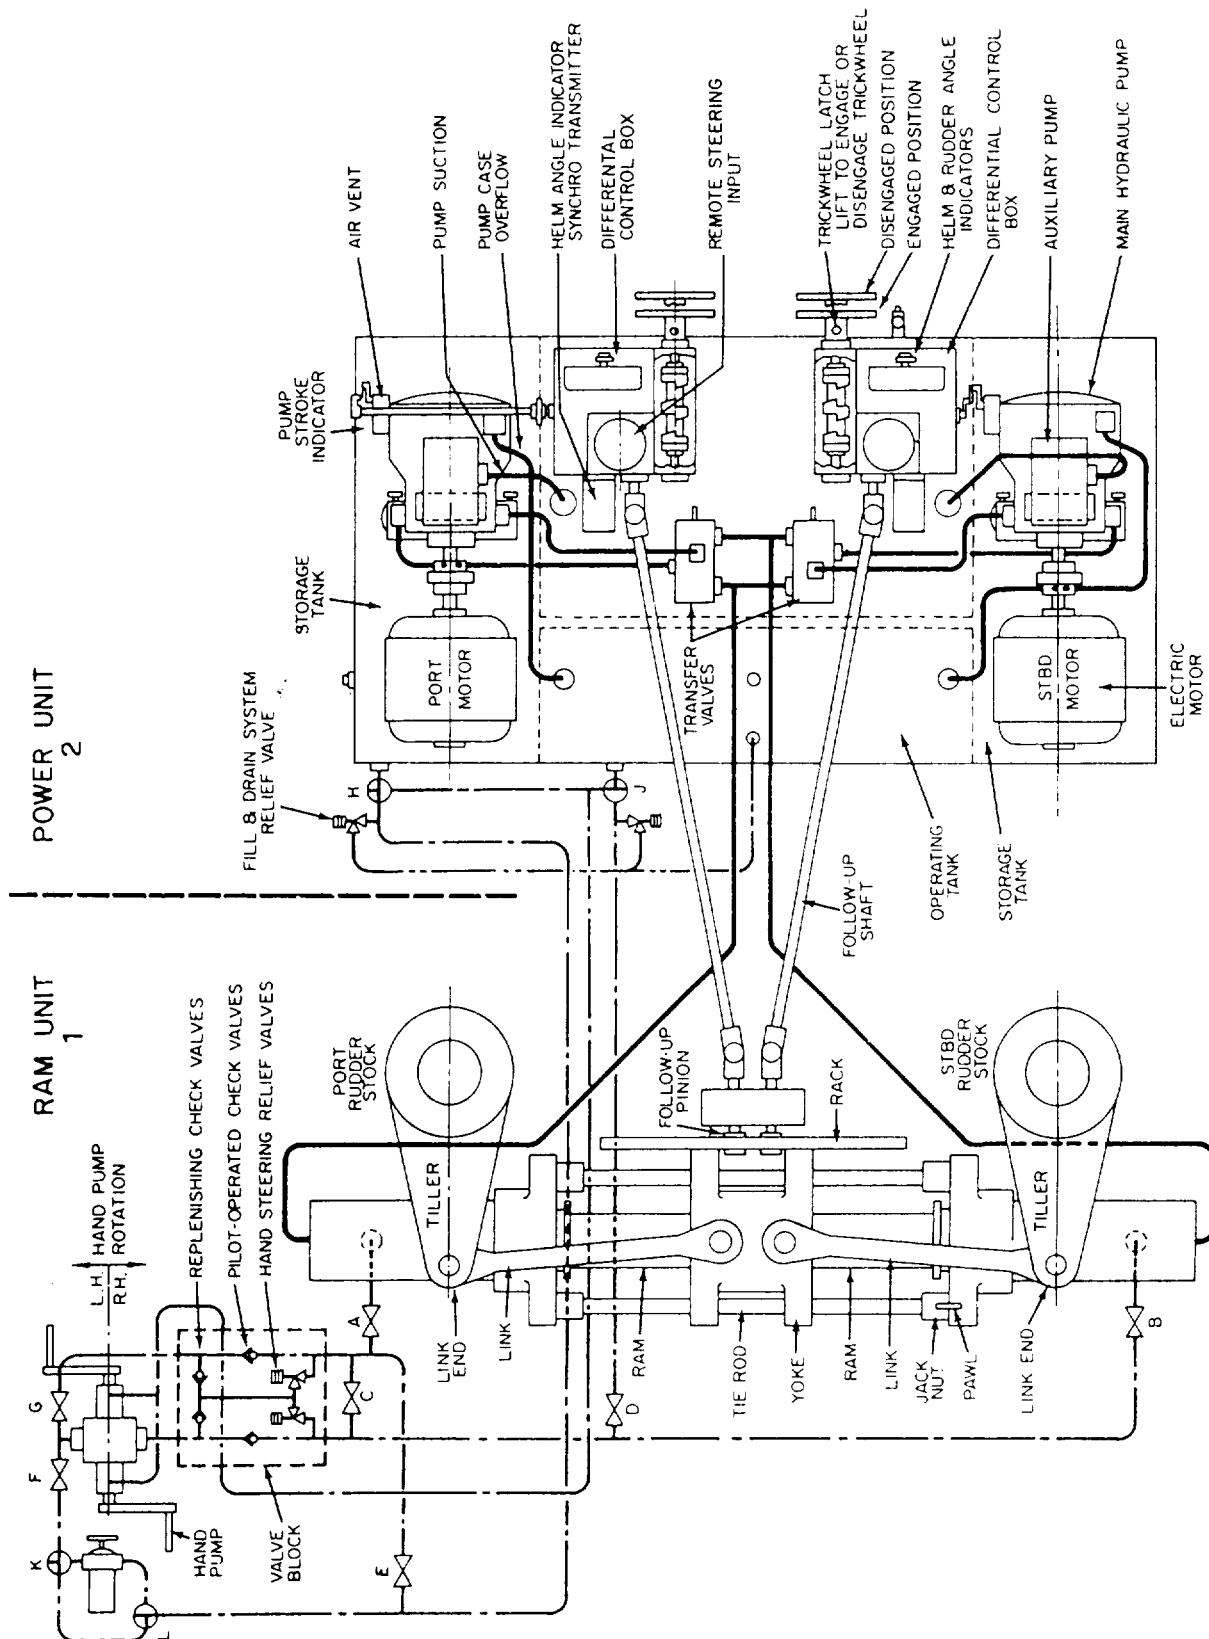 RAM UNIT
1
POWER UNIT
2
L.H. HAND PUMP
R.H. ROTATION
REPLENISHING CHECK VALVES
PILOT-OPERATED CHECK VALVES
HAND STEERING RELIEF VALVES
PORT
RUDDER
STOCK
FILL & DRAIN SYSTEM
RELIEF VALVE
STORAGE
TANK
PUMP
STROKE
INDICATOR
AIR VENT
PUMP SUCTION
PUMP CASE
OVERFLOW
HELM ANGLE INDICATOR
SYNCHRO TRANSMITTER
DIFFERENTAL
CONTROL BOX
REMOTE STEERING
INPUT
TRICKWHEEL LATCH
LIFT TO ENGAGE OR
DISENGAGE TRICKWHEEL
DISENGAGED POSITION
ENGAGED POSITION
HELM & RUDDER ANGLE
INDICATORS
DIFFERENTIAL CONTROL
BOX
AUXILIARY PUMP
MAIN HYDRAULIC PUMP
G
F
K
L
HAND
PUMP
VALVE
BLOCK
E
A
C
D
B
H
J
TILLER
LINK
END
LINK
RAM
TIE ROD
YOKE
RAM
LINK
JACK
NUT
PAWL
LINK END
TILLER
FOLLOW-UP
PINION
RACK
STBD
RUDDER
STOCK
FOLLOW-UP
SHAFT
PORT
MOTOR
TRANSFER
VALVES
OPERATING
TANK
STORAGE
TANK
STBD.
MOTOR
ELECTRIC
MOTOR